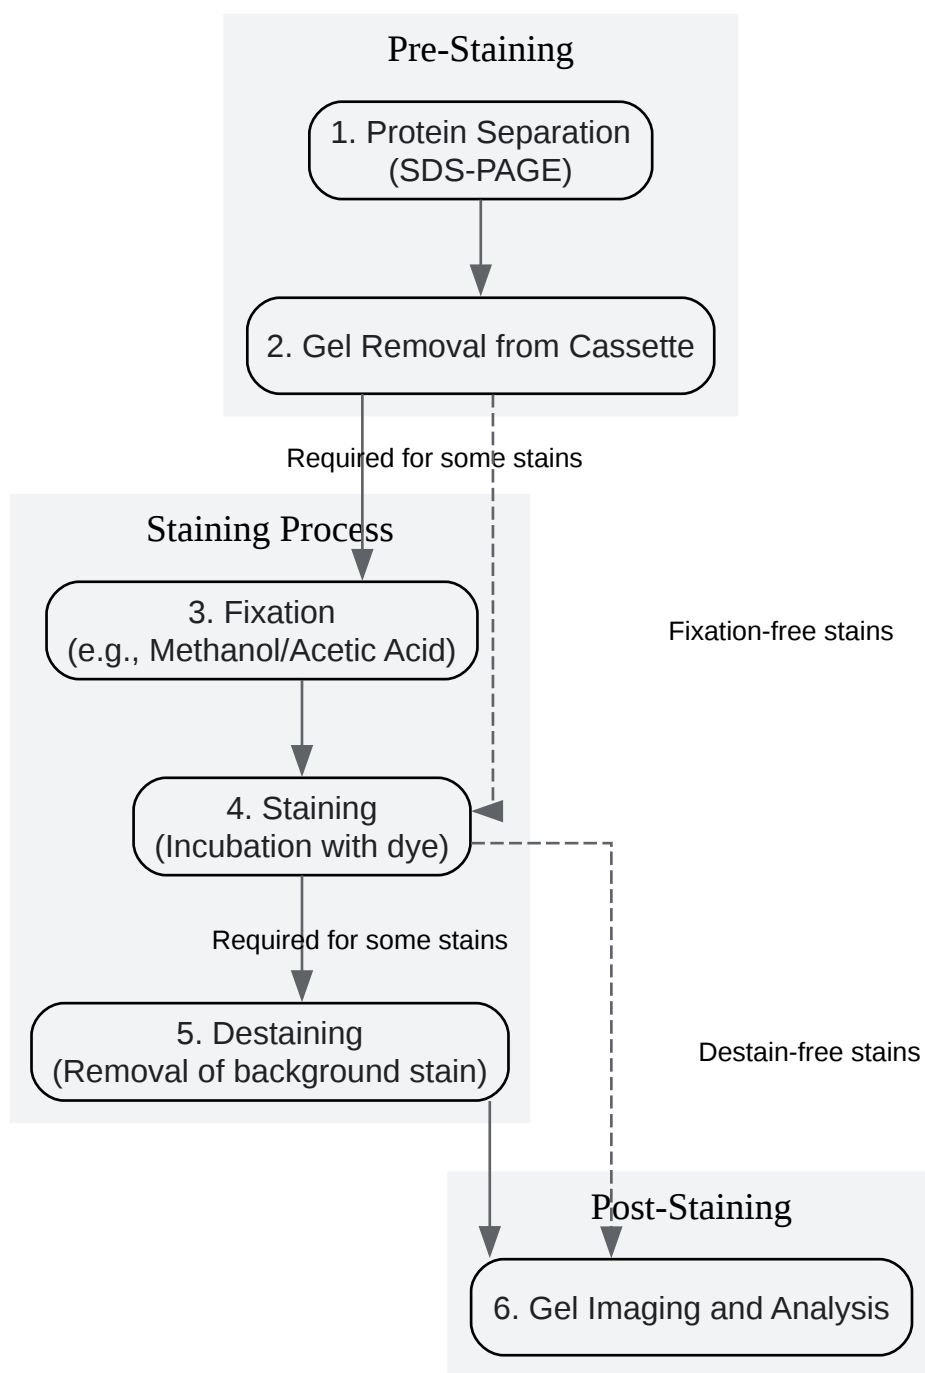 Pre-Staining
1. Protein Separation
(SDS-PAGE)
2. Gel Removal from Cassette
Required for some stains
Staining Process
3. Fixation
(e.g., Methanol/Acetic Acid)
Fixation-free stains
4. Staining
(Incubation with dye)
Required for some stains
5. Destaining
(Removal of background stain)
Destain-free stains
Post-Staining
6. Gel Imaging and Analysis